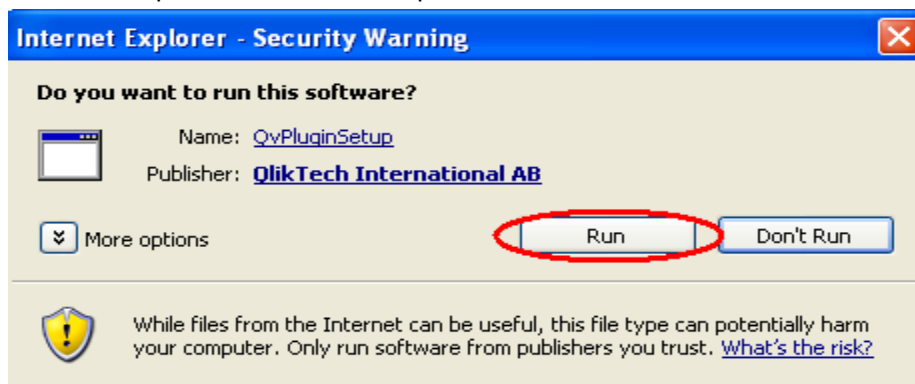 Internet Explorer - Security Warning
Do you want to run this software?
Name: QvPluginSetup
Publisher: QlikTech International AB
More options
Run
Don't Run
While files from the Internet can be useful, this file type can potentially harm
your computer. Only run software from publishers you trust. What's the risk?